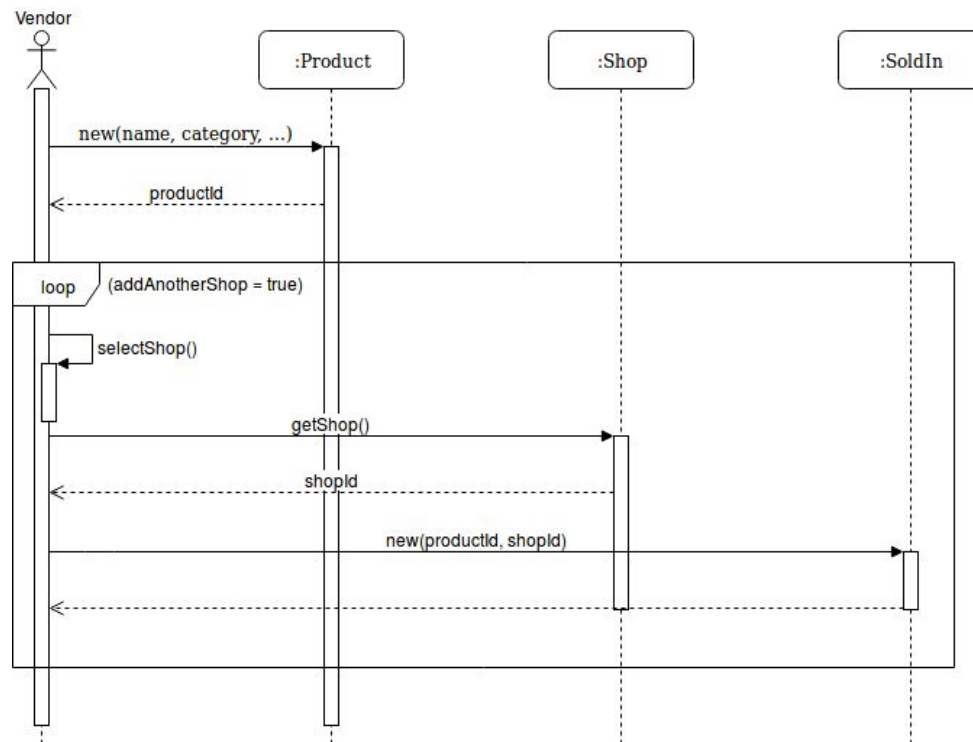 Vendor
:Product
:Shop
:SoldIn
new(name, category, ...)
productId
loop
(addAnotherShop = true)
selectShop()
getShop()
shopId
new(productId, shopId)